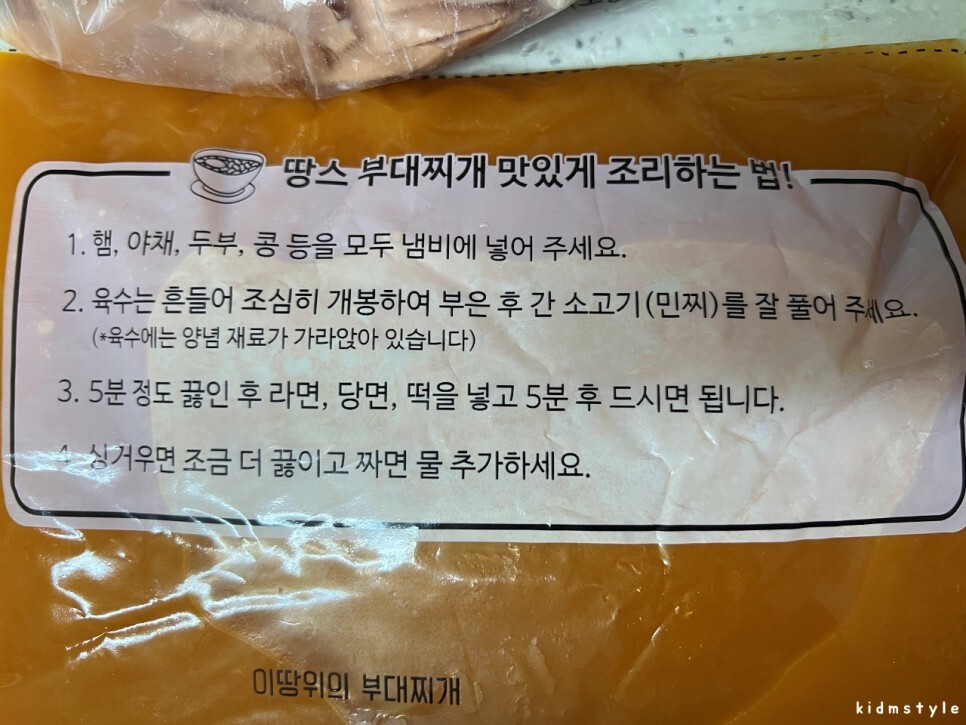 땅스 부대찌개 맛있게 조리하는 법!
1. 햄, 야채, 두부, 콩 등을 모두 냄비에 넣어 주세요.
2. 육수는 흔들어 조심히 개봉하여 부은 후 간 소고기(민찌)를 잘 풀어 주세요.
(*육수에는 양념 재료가 가라앉아 있습니다)
3. 5분 정도 끓인 후 라면, 당면, 떡을 넣고 5분 후 드시면 됩니다.
4. 싱거우면 조금 더 끓이고 짜면 물 추가하세요.
이땅위의 부대찌개
kidmstyle